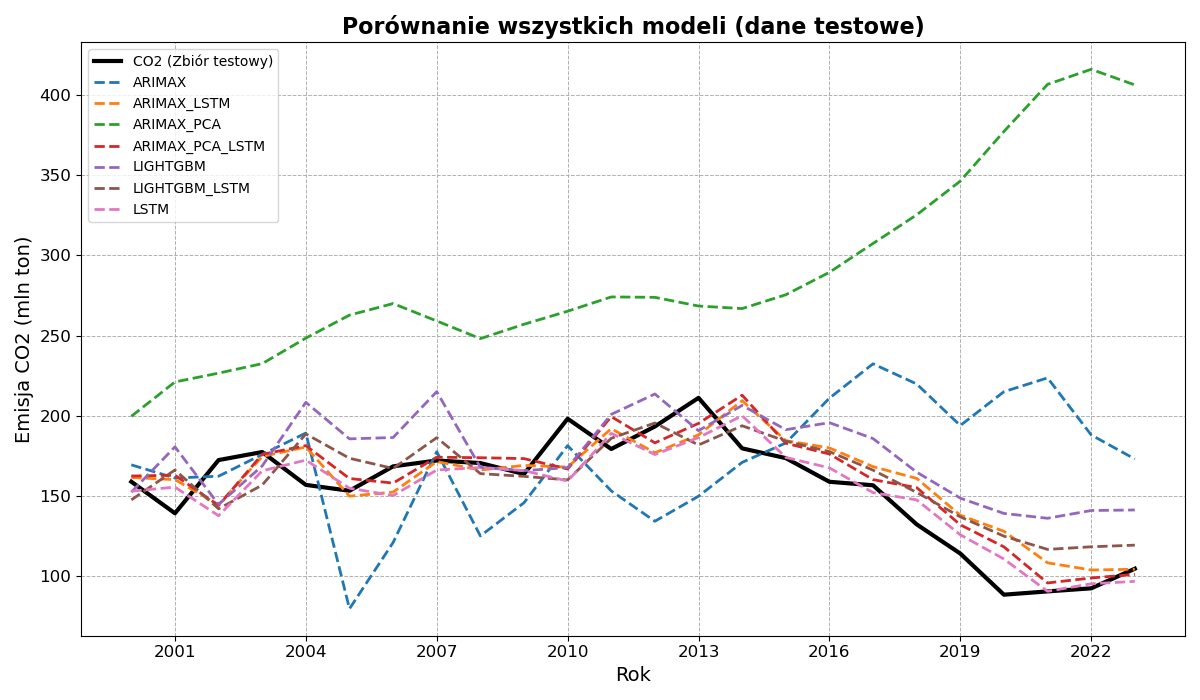 Porównanie wszystkich modeli (dane testowe)
CO2 (Zbiór testowy)
ARIMAX
ARIMAX_LSTM
ARIMAX_PCA
ARIMAX_PCA_LSTM
LIGHTGBM
LIGHTGBM_LSTM
LSTM
Emisja CO2 (mln ton)
400
350
300
250
200
150
100
2001 2004 2007 2010 2013 2016 2019 2022
Rok